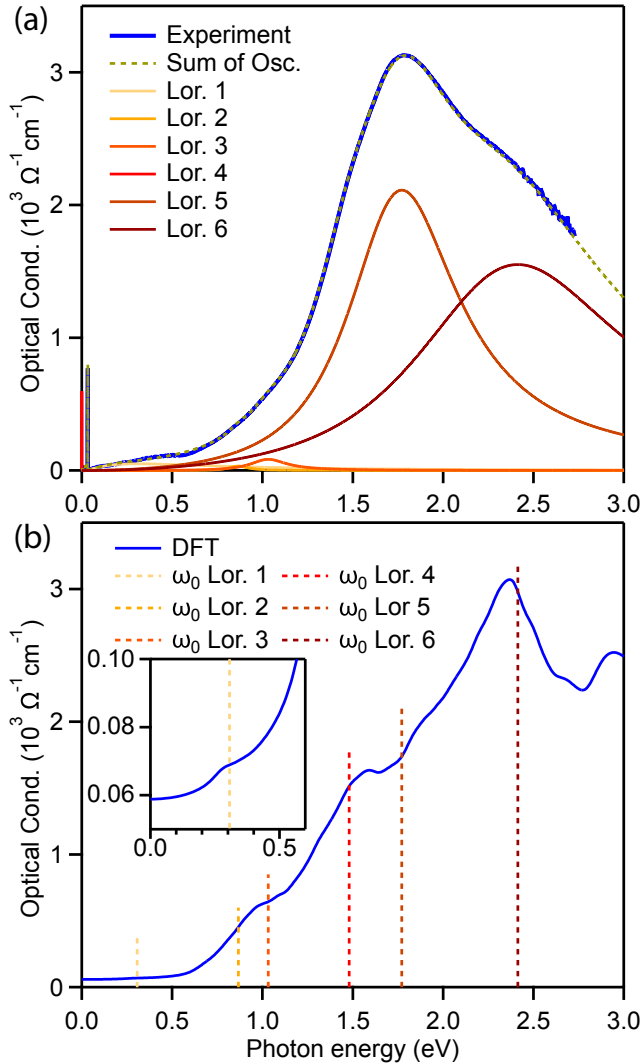 (a)
Experiment
Sum of Osc.
Lor. 1
Lor. 2
Lor. 3
Lor. 4
Lor. 5
Lor. 6
3
2
1
0
Optical Cond. (10³ Ω⁻¹cm⁻¹)
0.0 0.5 1.0 1.5 2.0 2.5 3.0
(b)
DFT
ω₀ Lor. 1 ω₀ Lor. 4
ω₀ Lor. 2 ω₀ Lor 5
ω₀ Lor. 3 ω₀ Lor. 6
3
2
1
0
Optical Cond. (10³ Ω⁻¹cm⁻¹)
0.10
0.08
0.06
0.0 0.5
0.0 0.5 1.0 1.5 2.0 2.5 3.0
Photon energy (eV)